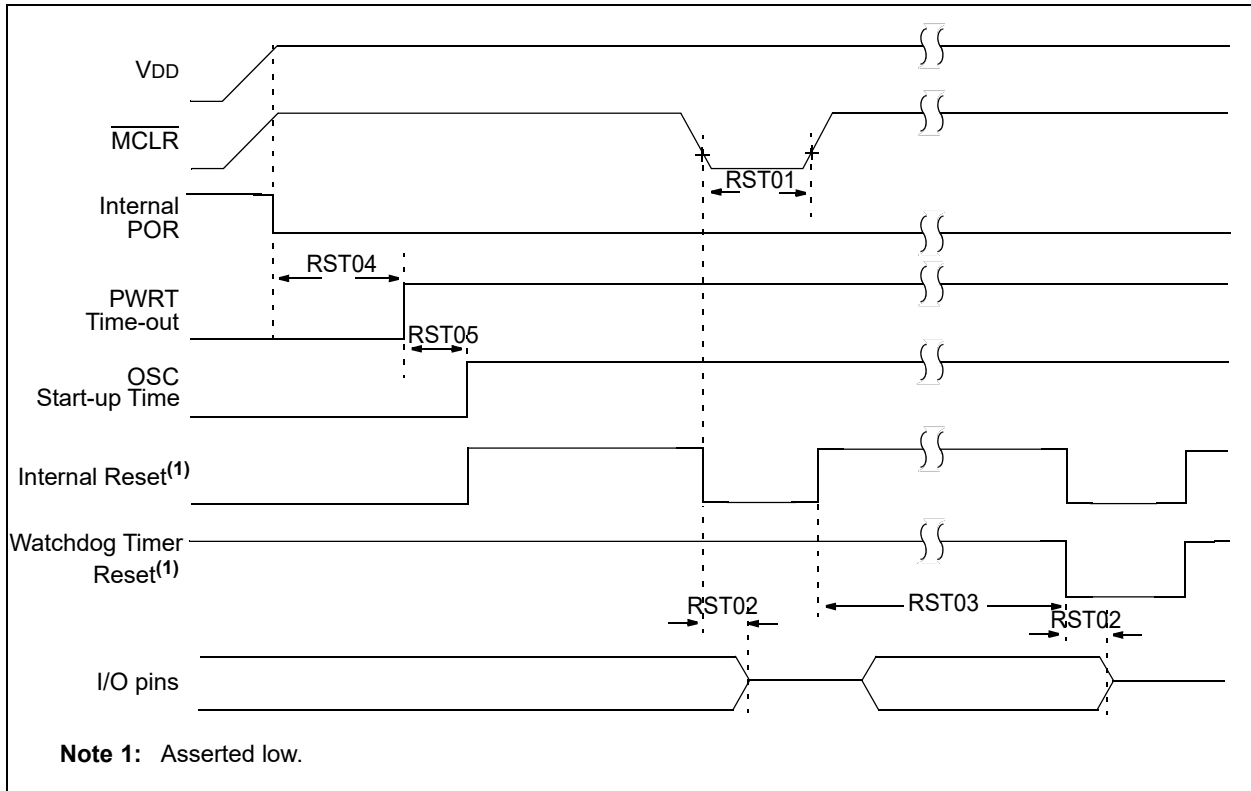 VDD
MCLR
RST01
Internal
POR
RST04
PWRT
Time-out
RST05
OSC
Start-up Time
Internal Reset(1)
Watchdog Timer
Reset(1)
RST02
RST03
RST02
I/O pins
Note 1: Asserted low.